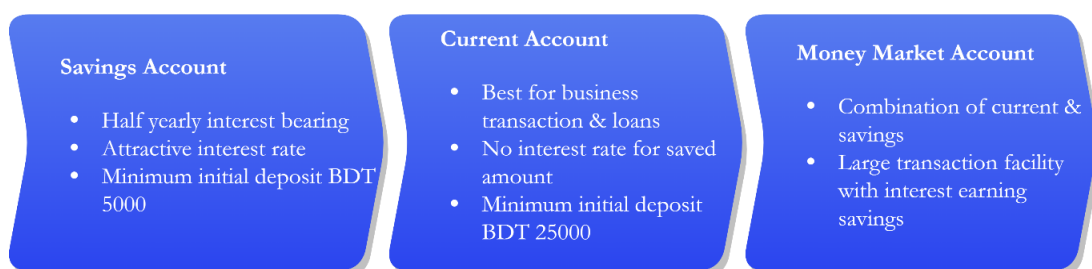 Savings Account
• Half yearly interest bearing
• Attractive interest rate
• Minimum initial deposit BDT
5000
Current Account
• Best for business
transaction & loans
• No interest rate for saved
amount
• Minimum initial deposit
BDT 25000
Money Market Account
• Combination of current &
savings
• Large transaction facility
with interest earning
savings